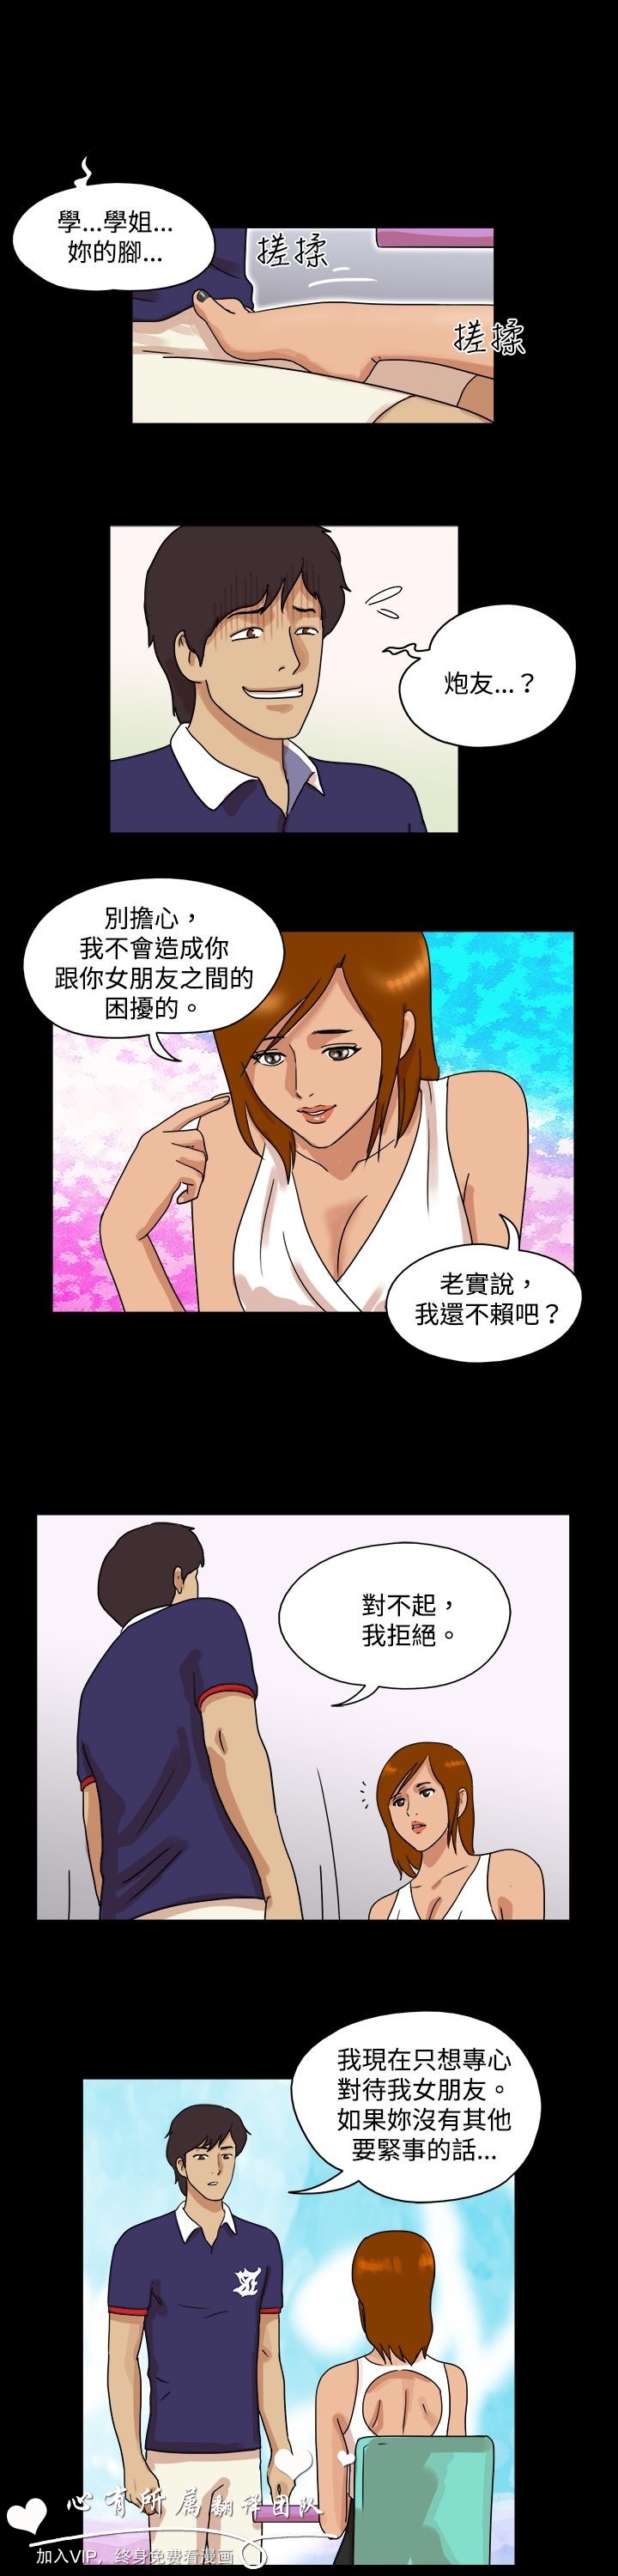 學...學姐...
妳的腳...
搓揉
搓揉
炮友...？
別擔心，
我不會造成你
跟你女朋友之間的
困擾的。
老實說，
我還不賴吧？
對不起，
我拒絕。
我現在只想專心
對待我女朋友。
如果妳沒有其他
要緊事的話...
心有所属翻译团队
加入VIP，终身免费看漫画